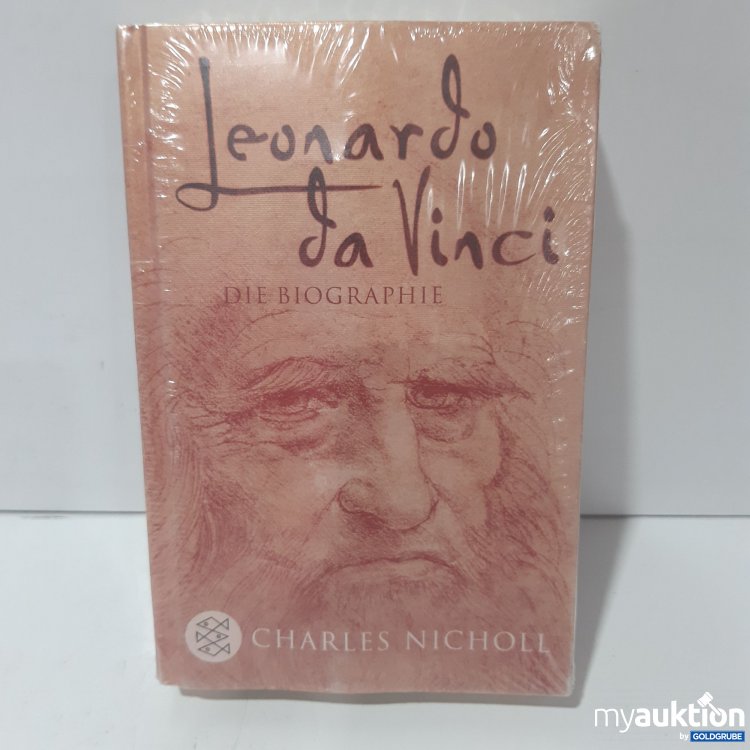 Leonardo
da Vinci
DIE BIOGRAPHIE
CHARLES NICHOLL
myauktion
by GOLDGRUBE